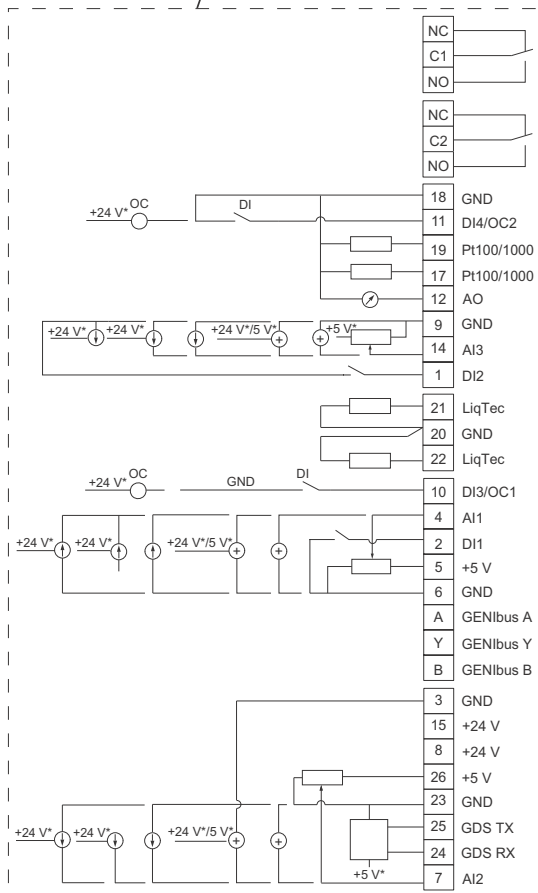 NC
C1
NO
NC
C2
NO
18 GND
+24 V* OC DI 11 DI4/OC2
19 Pt100/1000
17 Pt100/1000
12 AO
9 GND
+24 V* +24 V* +24 V*/5 V* +5 V*
14 AI3
1 DI2
21 LiqTec
20 GND
22 LiqTec
+24 V* OC GND DI 10 DI3/OC1
4 AI1
2 DI1
+24 V* +24 V* +24 V*/5 V*
5 +5 V
6 GND
A GENIbus A
Y GENIbus Y
B GENIbus B
3 GND
15 +24 V
8 +24 V
26 +5 V
23 GND
25 GDS TX
+24 V* +24 V* +24 V*/5 V*
24 GDS RX
+5 V*
7 AI2